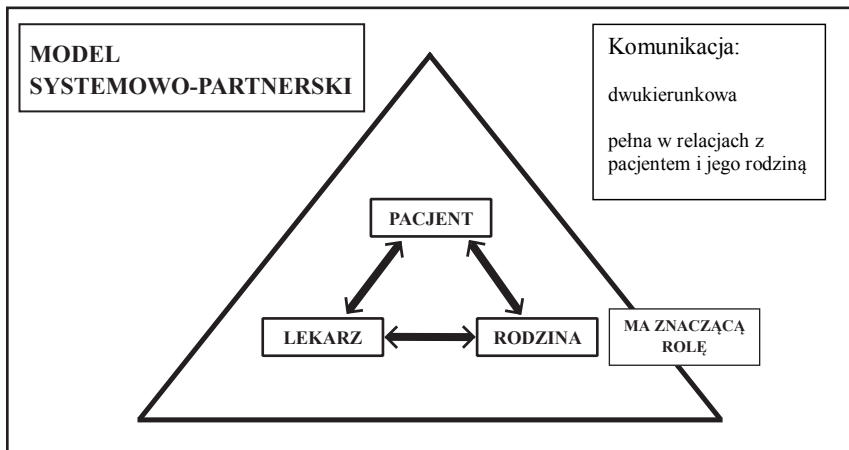 MODEL
SYSTEMOWO-PARTNERSKI
Komunikacja:
dwukierunkowa
pełna w relacjach z
pacjentem i jego rodziną
PACJENT
LEKARZ
RODZINA
MA ZNACZĄCĄ
ROLĘ